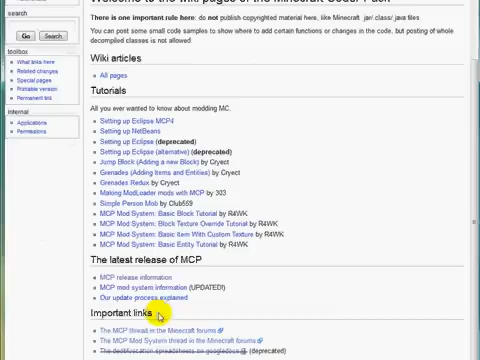 Welcome to the wiki pages of the Minecraft Coder Pack
There is one important rule here: do not publish copyrighted material here, like Minecraft .jar/.class/.java files
You can post some small code samples to show where to add certain functions or changes in the code, but posting of whole decompiled classes is not allowed.
search
Go Search
toolbox
What links here
Related changes
Special pages
Printable version
Permanent link
internal
Applications
Permissions
Wiki articles
All pages
Tutorials
All you ever wanted to know about modding MC.
Setting up Eclipse MCP4
Setting up NetBeans
Setting up Eclipse (deprecated)
Setting up Eclipse (alternative) (deprecated)
Jump Block (Adding a new Block) by Cryect
Grenades (Adding Items and Entities) by Cryect
Grenades Redux by Cryect
Making ModLoader mods with MCP by 303
Simple Person Mob by Club559
MCP Mod System: Basic Block Tutorial by R4WK
MCP Mod System: Block Texture Override Tutorial by R4WK
MCP Mod System: Basic Item With Custom Texture by R4WK
MCP Mod System: Basic Entity Tutorial by R4WK
The latest release of MCP
MCP release information
MCP mod system information (UPDATED!)
Our update process explained
Important links
The MCP thread in the Minecraft forums
The MCP Mod System thread in the Minecraft forums
The deobfuscation spreadsheets on googledocs (deprecated)